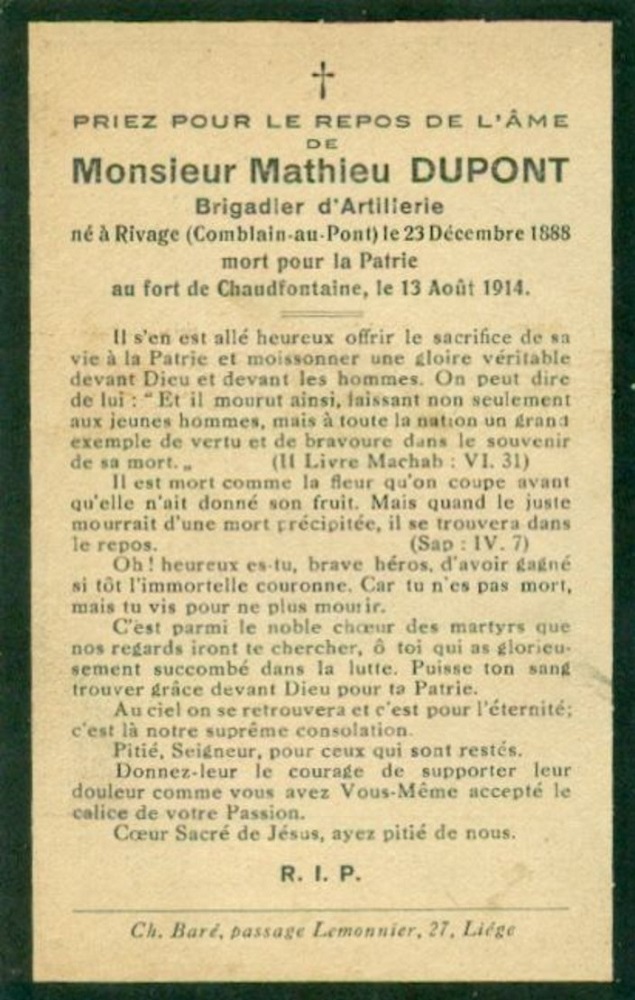 PRIEZ POUR LE REPOS DE L'ÂME
DE
Monsieur Mathieu DUPONT
Brigadier d'Artillerie
né à Rivage (Comblain-au-Pont) le 23 Décembre 1888
mort pour la Patrie
au fort de Chaudfontaine, le 13 Août 1914.
Il s'en est allé heureux offrir le sacrifice de sa
vie à la Patrie et moissonner une gloire véritable
devant Dieu et devant les hommes. On peut dire
de lui : “ Et il mourut ainsi, laissant non seulement
aux jeunes hommes, mais à toute la nation un grand
exemple de vertu et de bravoure dans le souvenir
de sa mort. „ (II Livre Machab : VI. 31)
Il est mort comme la fleur qu'on coupe avant
qu'elle n'ait donné son fruit. Mais quand le juste
mourrait d'une mort précipitée, il se trouvera dans
le repos. (Sap : IV. 7)
Oh ! heureux es-tu, brave héros, d'avoir gagné
si tôt l'immortelle couronne. Car tu n'es pas mort,
mais tu vis pour ne plus mourir.
C'est parmi le noble chœur des martyrs que
nos regards iront te chercher, ô toi qui as glorieu-
sement succombé dans la lutte. Puisse ton sang
trouver grâce devant Dieu pour ta Patrie.
Au ciel on se retrouvera et c'est pour l'éternité;
c'est là notre suprême consolation.
Pitié, Seigneur, pour ceux qui sont restés.
Donnez-leur le courage de supporter leur
douleur comme vous avez Vous-Même accepté le
calice de votre Passion.
Cœur Sacré de Jésus, ayez pitié de nous.
R. I. P.
Ch. Baré, passage Lemonnier, 27, Liége